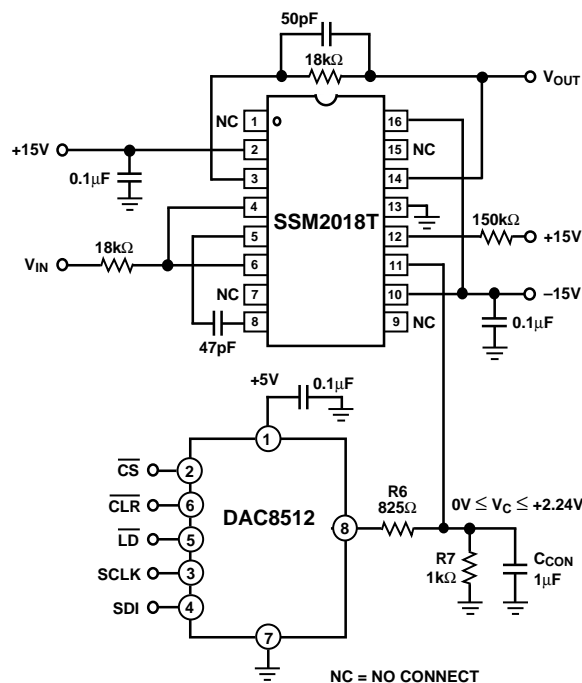 50pF
18kΩ
VOUT
NC 1 16
+15V 2 15 NC
0.1µF 3 14
4 SSM2018T 13
5 12 150kΩ +15V
VIN 18kΩ 6 11
NC 7 10 –15V
47pF 8 9 NC 0.1µF
+5V 0.1µF
1
CS 2
CLR 6
LD 5
SCLK 3
SDI 4
DAC8512
8
7
R6
825Ω
0V ≤ VC ≤ +2.24V
R7
1kΩ
CCON
1µF
NC = NO CONNECT